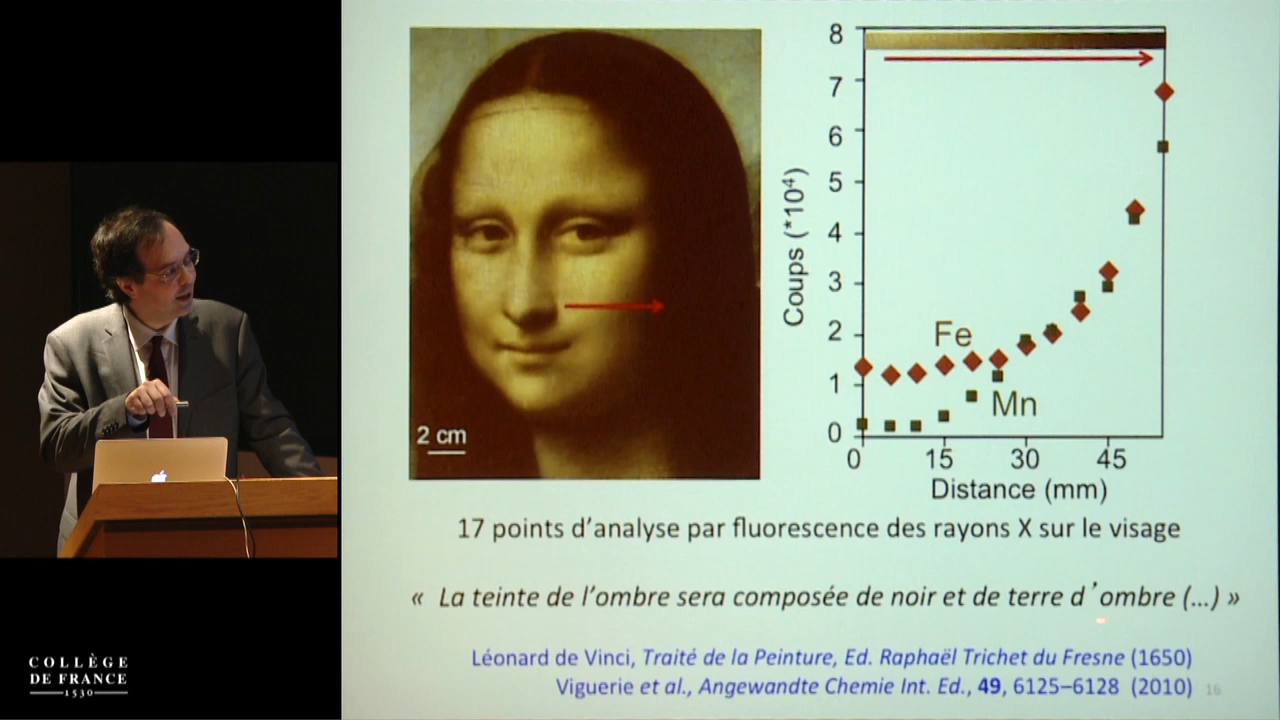 8
7
6
5
4
3
2
1
0
Coups (*10⁴)
Fe
Mn
0 15 30 45
Distance (mm)
2 cm
17 points d'analyse par fluorescence des rayons X sur le visage
« La teinte de l'ombre sera composée de noir et de terre d'ombre (...) »
Léonard de Vinci, Traité de la Peinture, Ed. Raphaël Trichet du Fresne (1650)
Viguerie et al., Angewandte Chemie Int. Ed., 49, 6125–6128 (2010)
16
COLLÈGE
DE FRANCE
1530